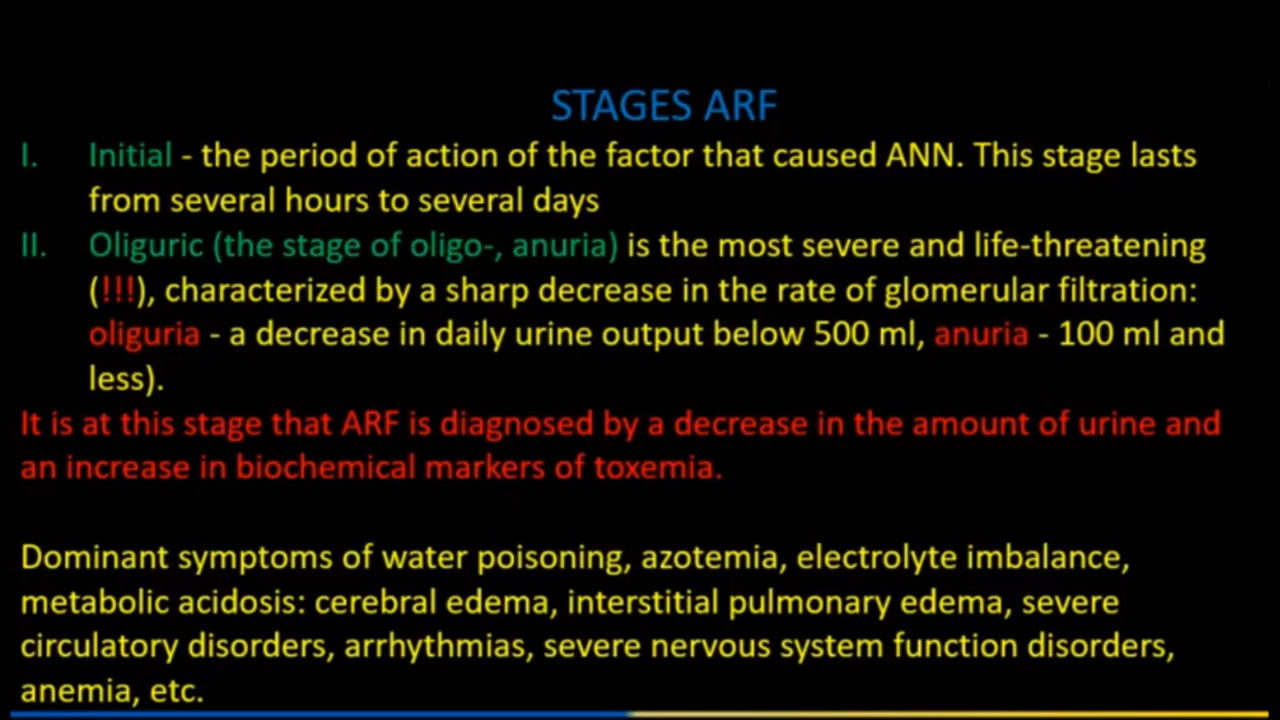 STAGES ARF
I. Initial - the period of action of the factor that caused ANN. This stage lasts
from several hours to several days
II. Oliguric (the stage of oligo-, anuria) is the most severe and life-threatening
(!!!), characterized by a sharp decrease in the rate of glomerular filtration:
oliguria - a decrease in daily urine output below 500 ml, anuria - 100 ml and
less).
It is at this stage that ARF is diagnosed by a decrease in the amount of urine and
an increase in biochemical markers of toxemia.
Dominant symptoms of water poisoning, azotemia, electrolyte imbalance,
metabolic acidosis: cerebral edema, interstitial pulmonary edema, severe
circulatory disorders, arrhythmias, severe nervous system function disorders,
anemia, etc.